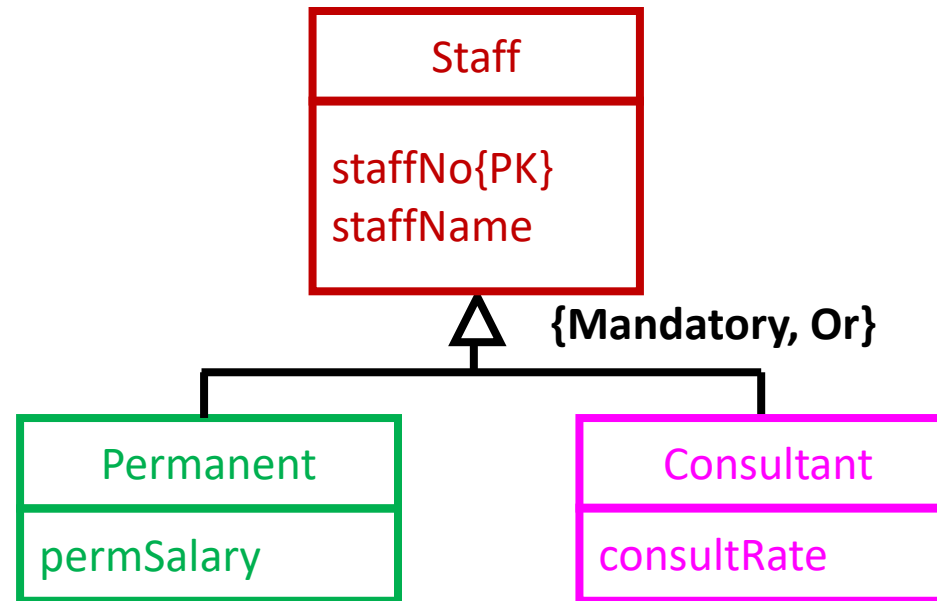 Staff
staffNo{PK}
staffName
{Mandatory, Or}
Permanent
permSalary
Consultant
consultRate